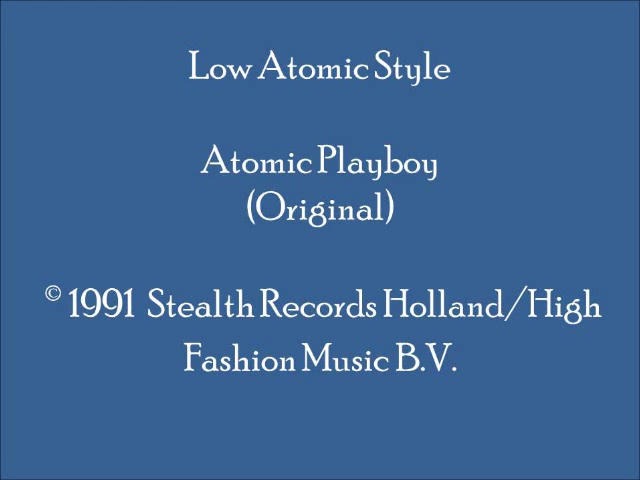 Low Atomic Style
Atomic Playboy
(Original)
© 1991 Stealth Records Holland/High
Fashion Music B.V.